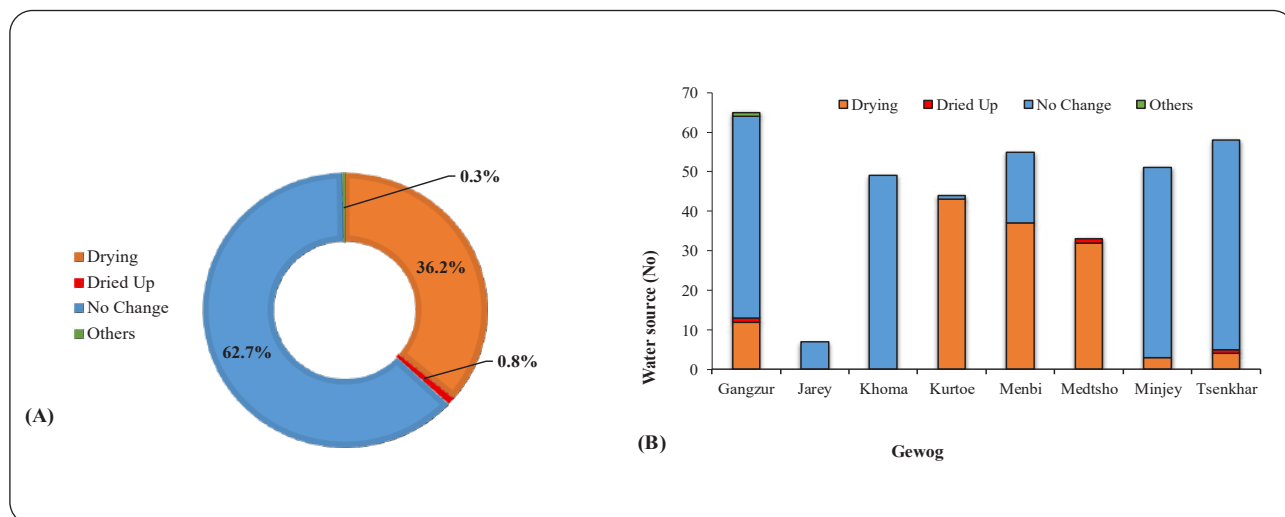 0.3%
Drying
Dried Up
No Change
Others
36.2%
62.7%
0.8%
(A)
Drying
Dried Up
No Change
Others
70
60
50
40
30
20
10
0
Water source (No)
Gangzur Jarey Khoma Kurtoe Menbi Medtsho Minjey Tsenkhar
(B)
Gewog